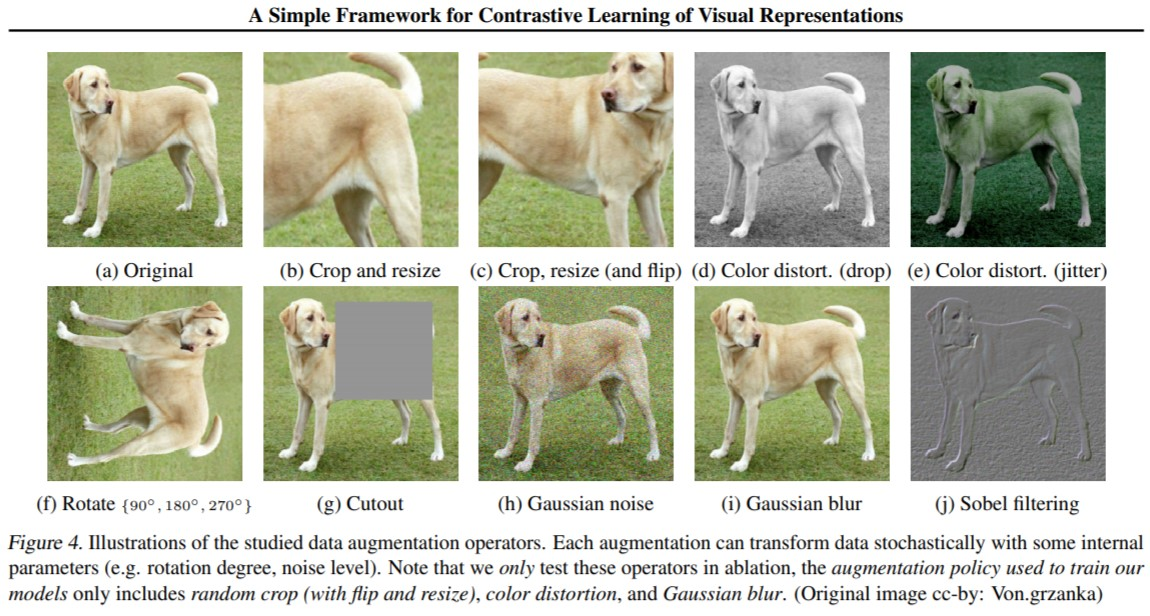 A Simple Framework for Contrastive Learning of Visual Representations
(a) Original
(b) Crop and resize
(c) Crop, resize (and flip)
(d) Color distort. (drop)
(e) Color distort. (jitter)
(f) Rotate {90°, 180°, 270°}
(g) Cutout
(h) Gaussian noise
(i) Gaussian blur
(j) Sobel filtering
Figure 4. Illustrations of the studied data augmentation operators. Each augmentation can transform data stochastically with some internal
parameters (e.g. rotation degree, noise level). Note that we only test these operators in ablation, the augmentation policy used to train our
models only includes random crop (with flip and resize), color distortion, and Gaussian blur. (Original image cc-by: Von.grzanka)